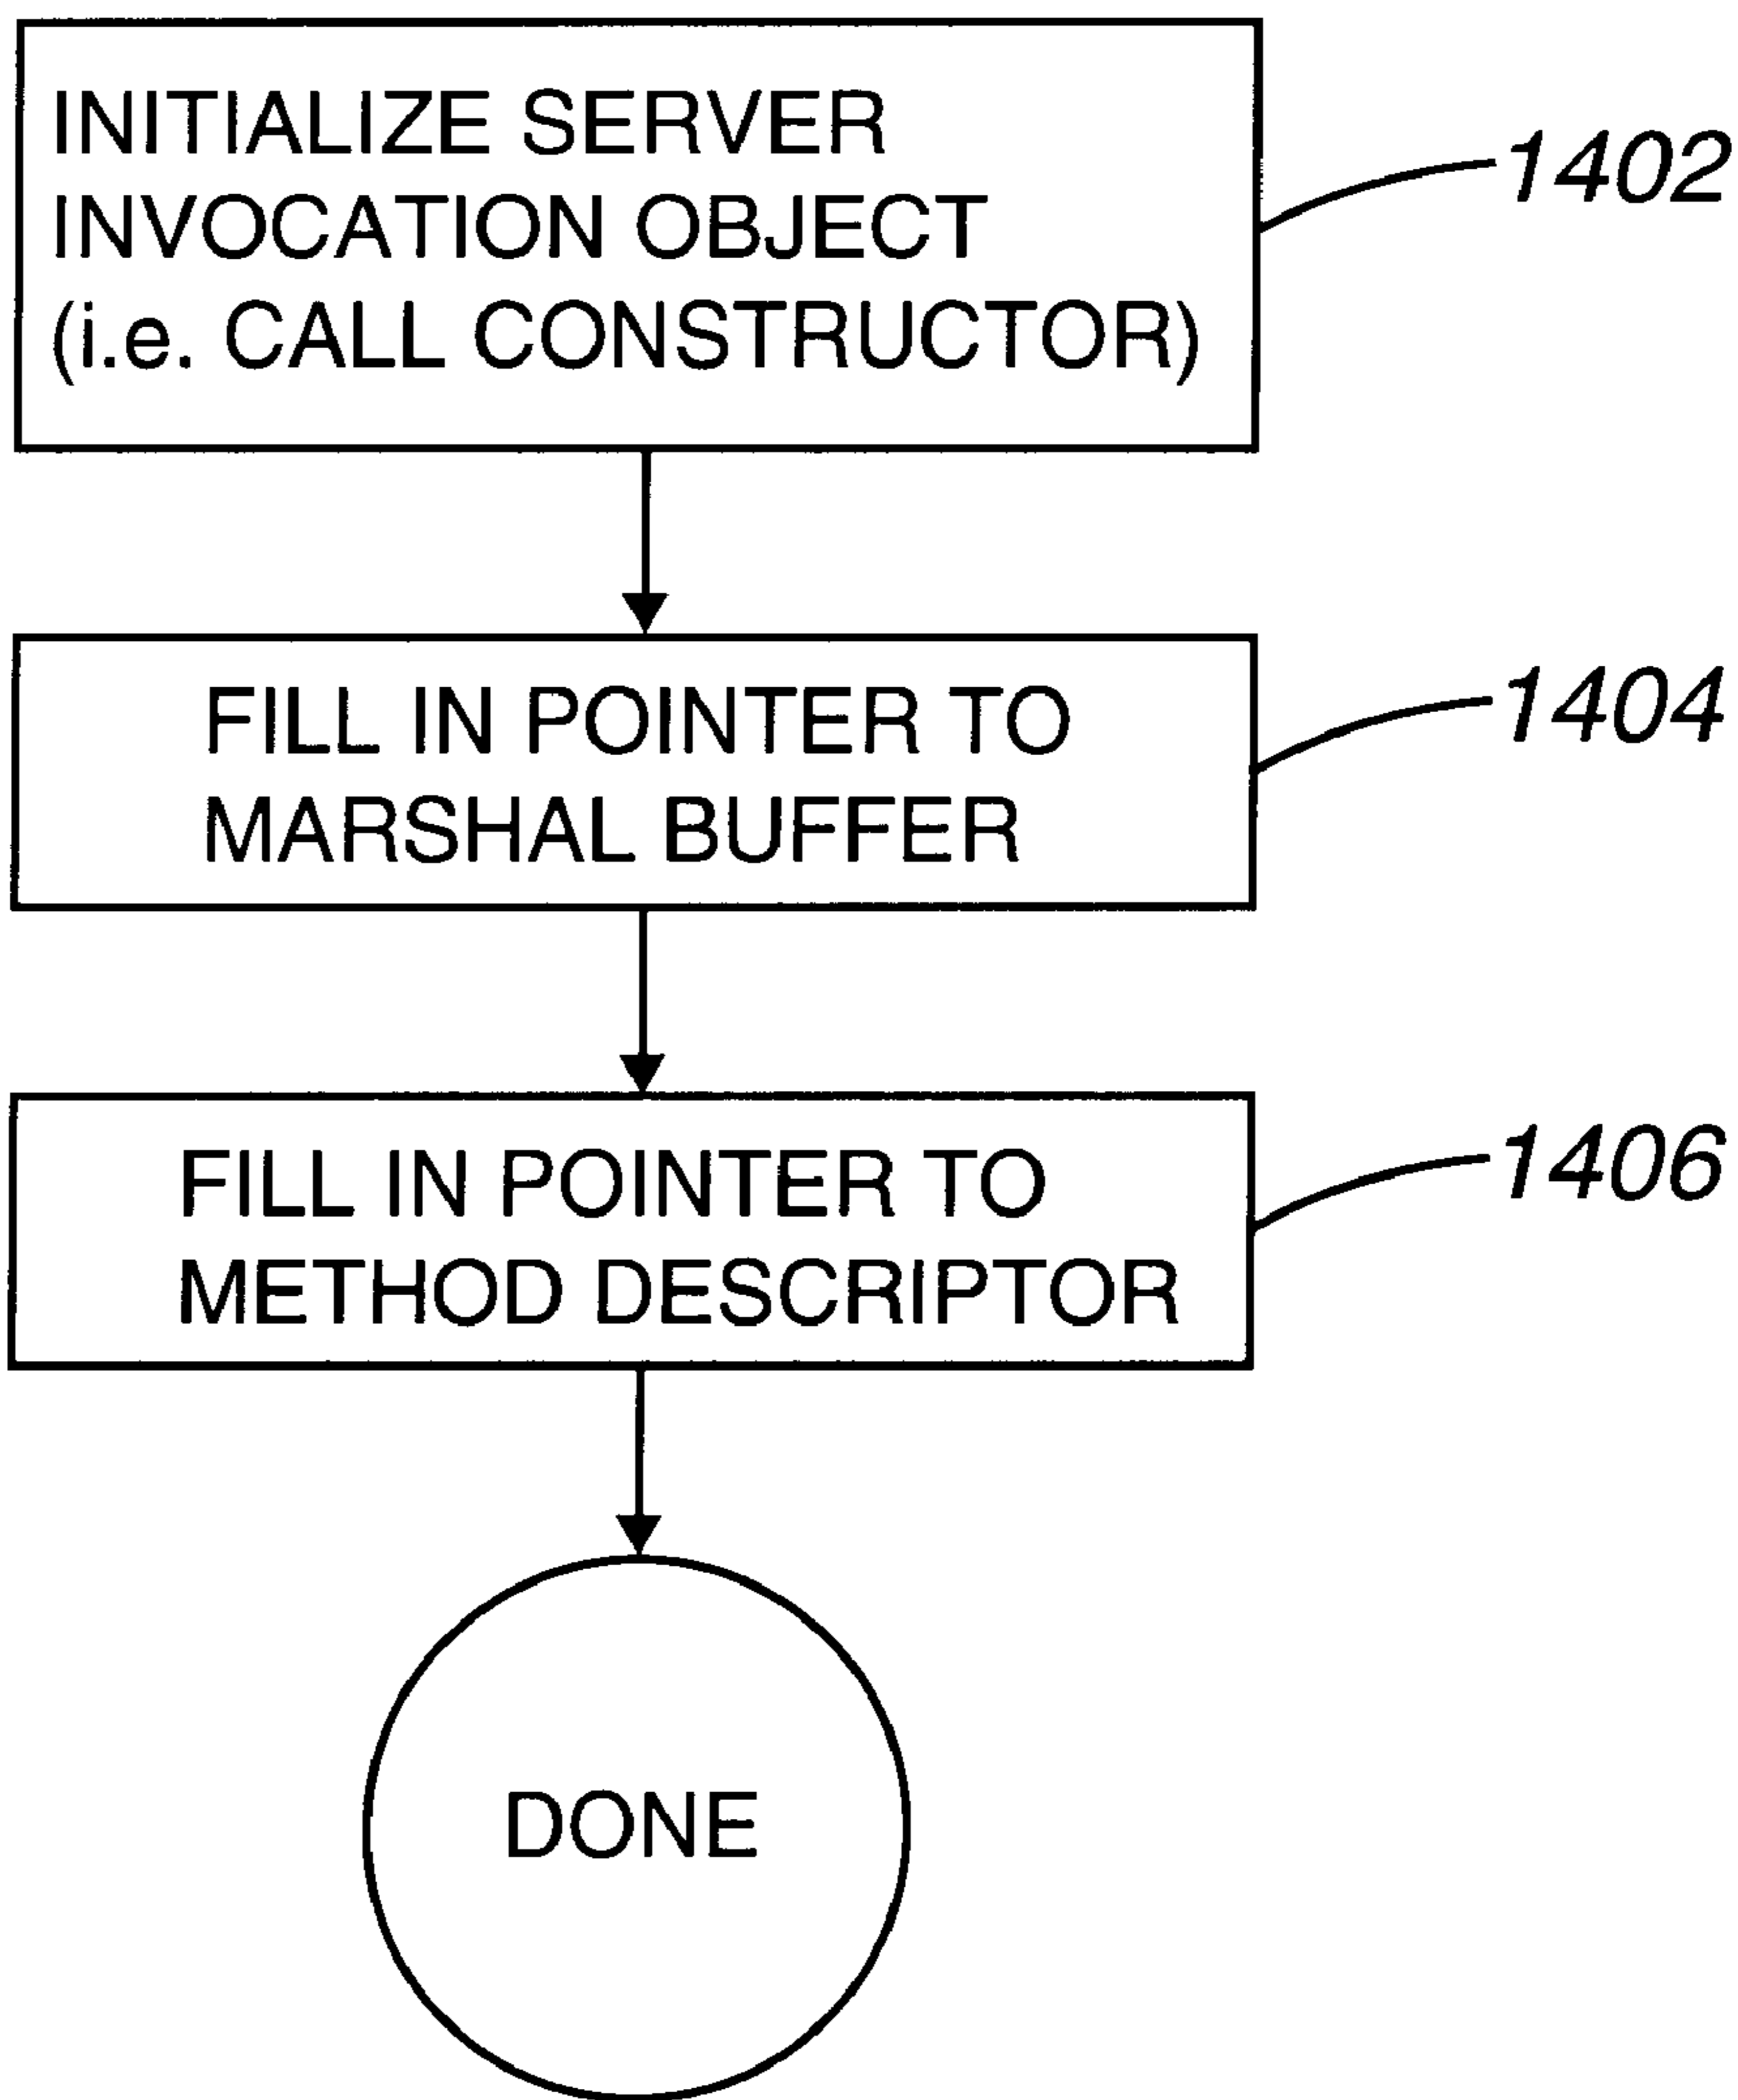 INITIALIZE SERVER
INVOCATION OBJECT
(i.e. CALL CONSTRUCTOR)
1402
FILL IN POINTER TO
MARSHAL BUFFER
1404
FILL IN POINTER TO
METHOD DESCRIPTOR
1406
DONE